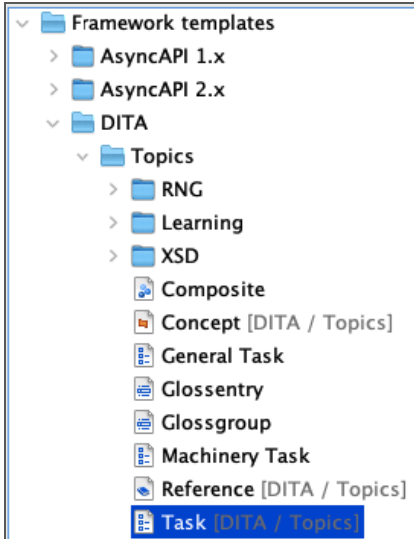 Framework templates
AsyncAPI 1.x
AsyncAPI 2.x
DITA
Topics
RNG
Learning
XSD
Composite
Concept [DITA / Topics]
General Task
Glossentry
Glossgroup
Machinery Task
Reference [DITA / Topics]
Task [DITA / Topics]